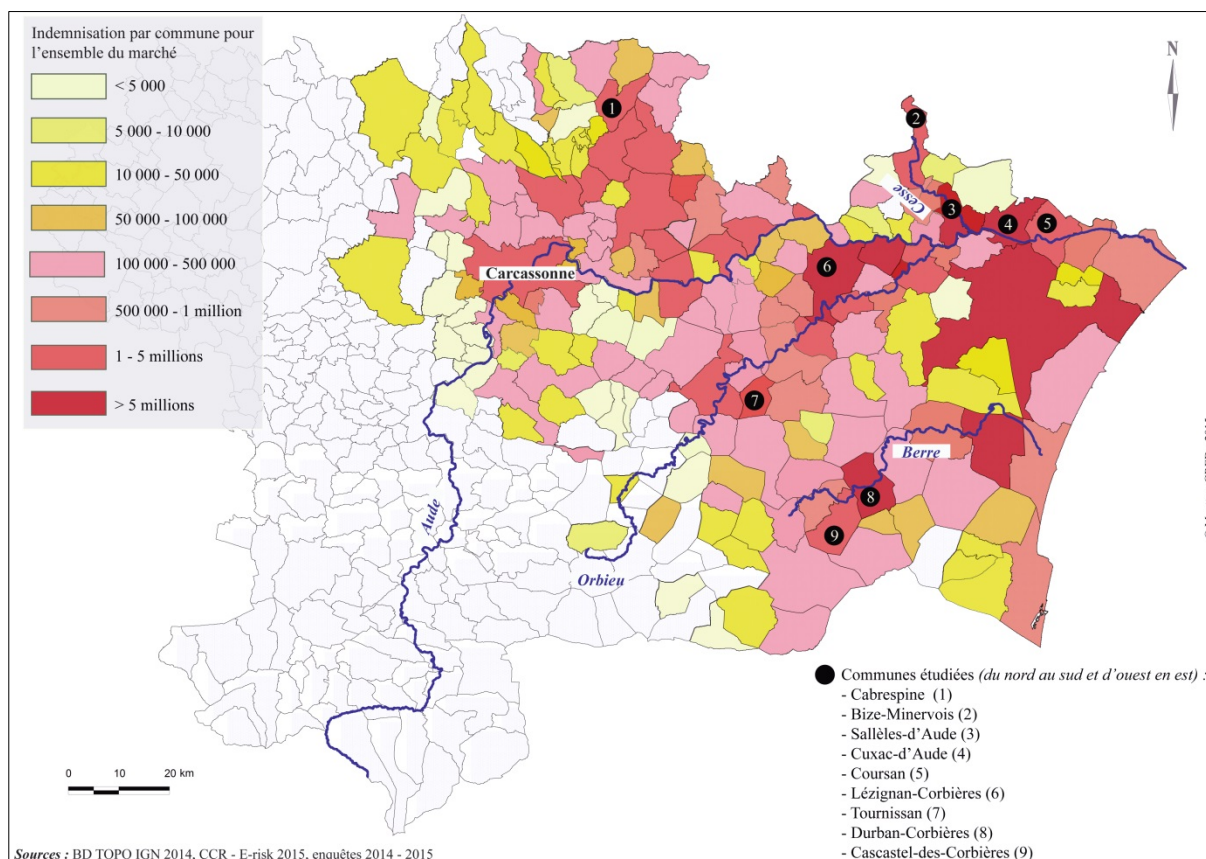 Indemnisation par commune pour
l'ensemble du marché
< 5 000
5 000 - 10 000
10 000 - 50 000
50 000 - 100 000
100 000 - 500 000
500 000 - 1 million
1 - 5 millions
> 5 millions
N
1
2
Cesse
3
4
5
6
Carcassonne
7
Berre
8
9
Aude
Orbieu
0 10 20 km
Communes étudiées (du nord au sud et d'ouest en est) :
- Cabrespine (1)
- Bize-Minervois (2)
- Sallèles-d'Aude (3)
- Cuxac-d'Aude (4)
- Coursan (5)
- Lézignan-Corbières (6)
- Tournissan (7)
- Durban-Corbières (8)
- Cascastel-des-Corbières (9)
Sources : BD TOPO IGN 2014, CCR - E-risk 2015, enquêtes 2014 - 2015